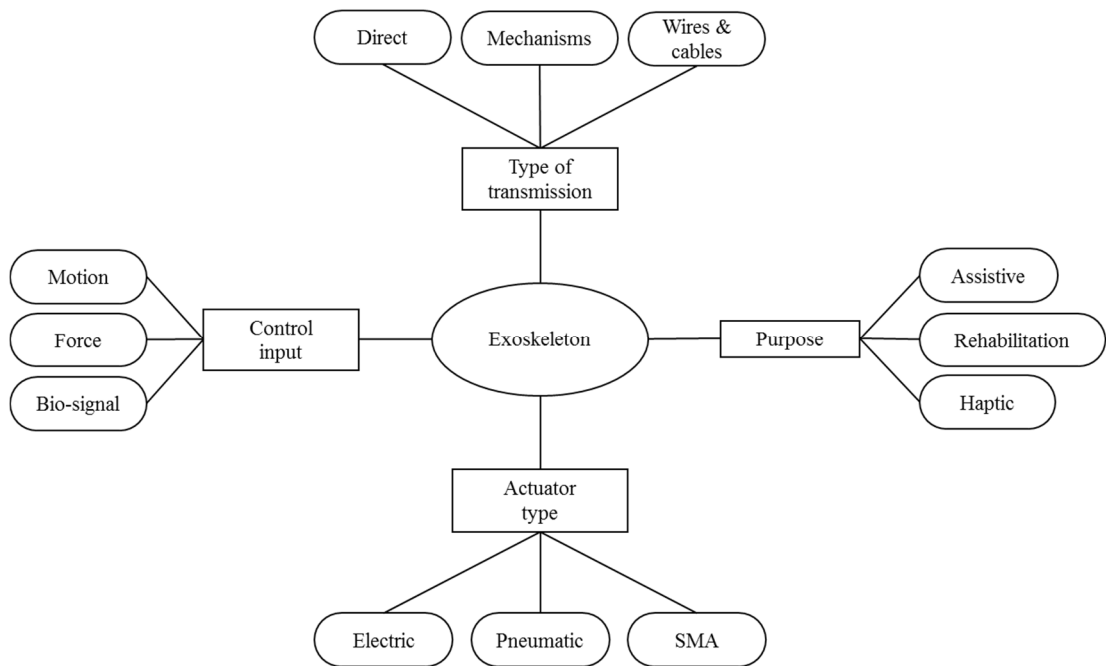 Direct
Mechanisms
Wires &
cables
Type of
transmission
Motion
Force
Bio-signal
Control
input
Exoskeleton
Purpose
Assistive
Rehabilitation
Haptic
Actuator
type
Electric
Pneumatic
SMA